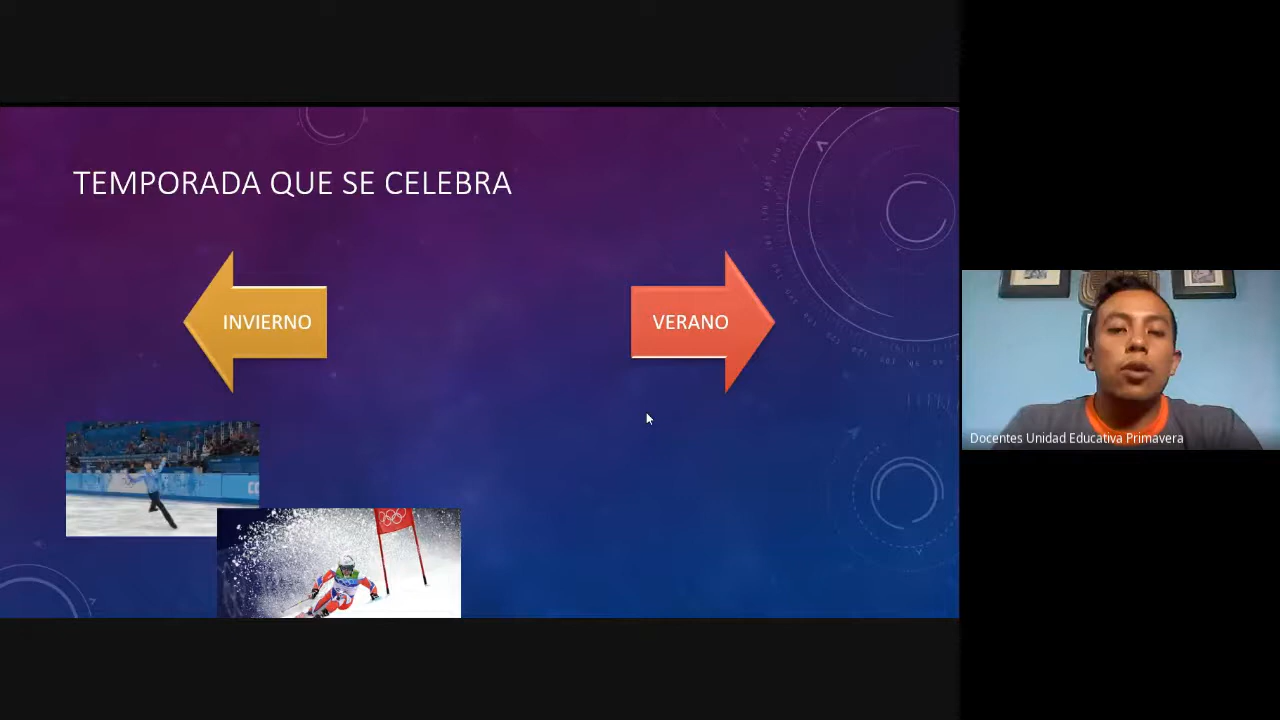 TEMPORADA QUE SE CELEBRA
INVIERNO
VERANO
Docentes Unidad Educativa Primavera